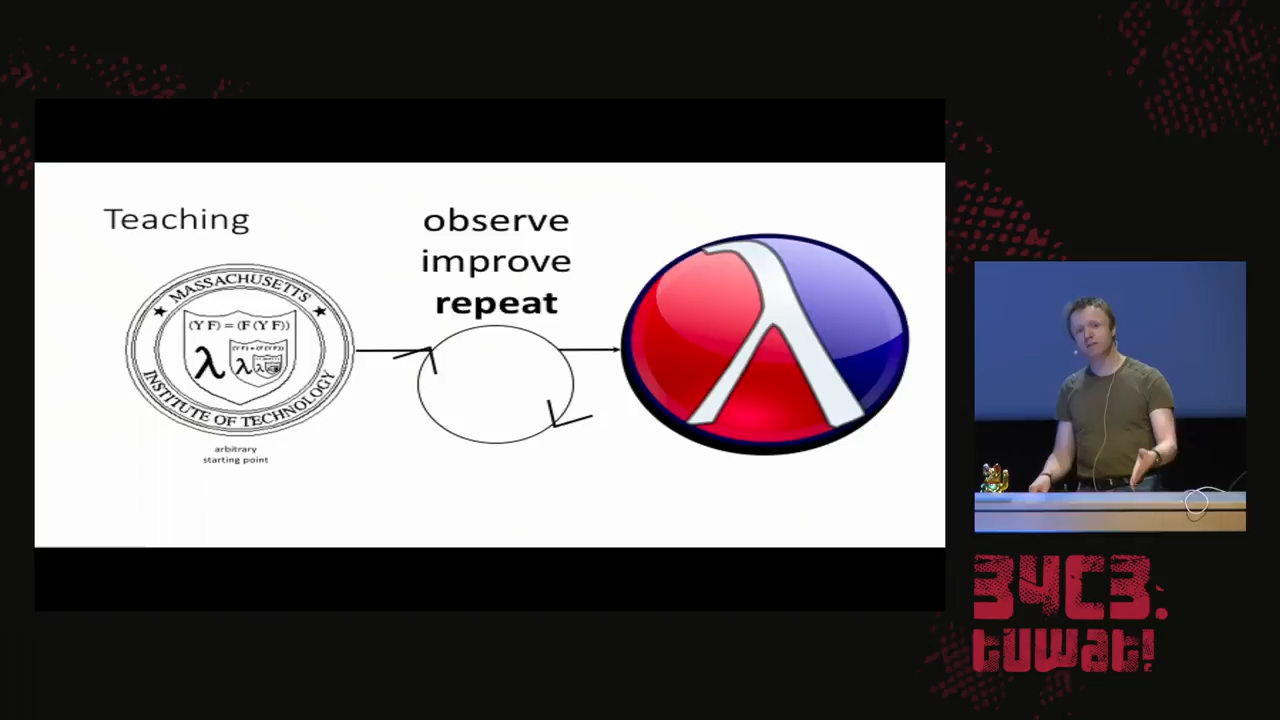 Teaching
observe
improve
repeat
MASSACHUSETTS
(Y F) = (F (Y F))
λ
λ
INSTITUTE OF TECHNOLOGY
arbitrary
starting point
λ
34C3.
tuwat!